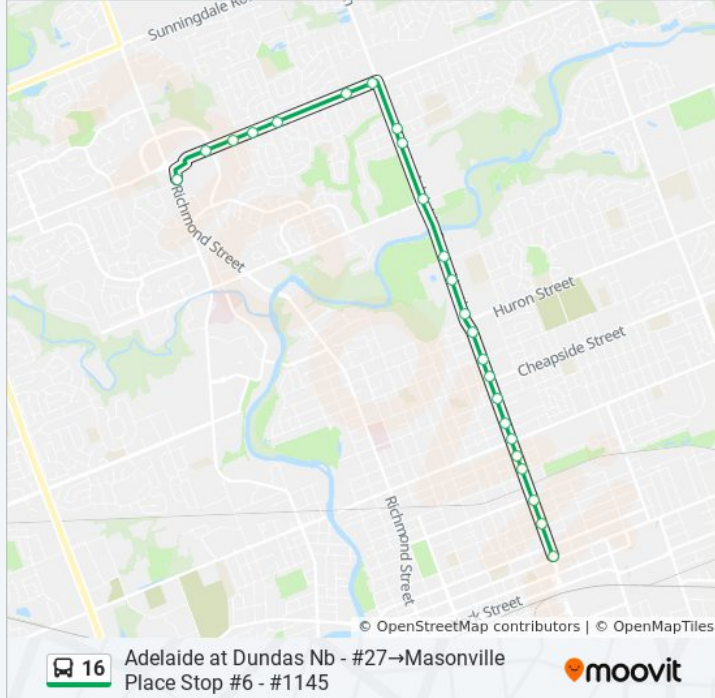 Sunningdale Ro
n
Richmond Street
Huron Street
Cheapside Street
Richmond Street
k Street
© OpenStreetMap contributors | © OpenMapTiles
16
Adelaide at Dundas Nb - #27→Masonville
Place Stop #6 - #1145
moovit